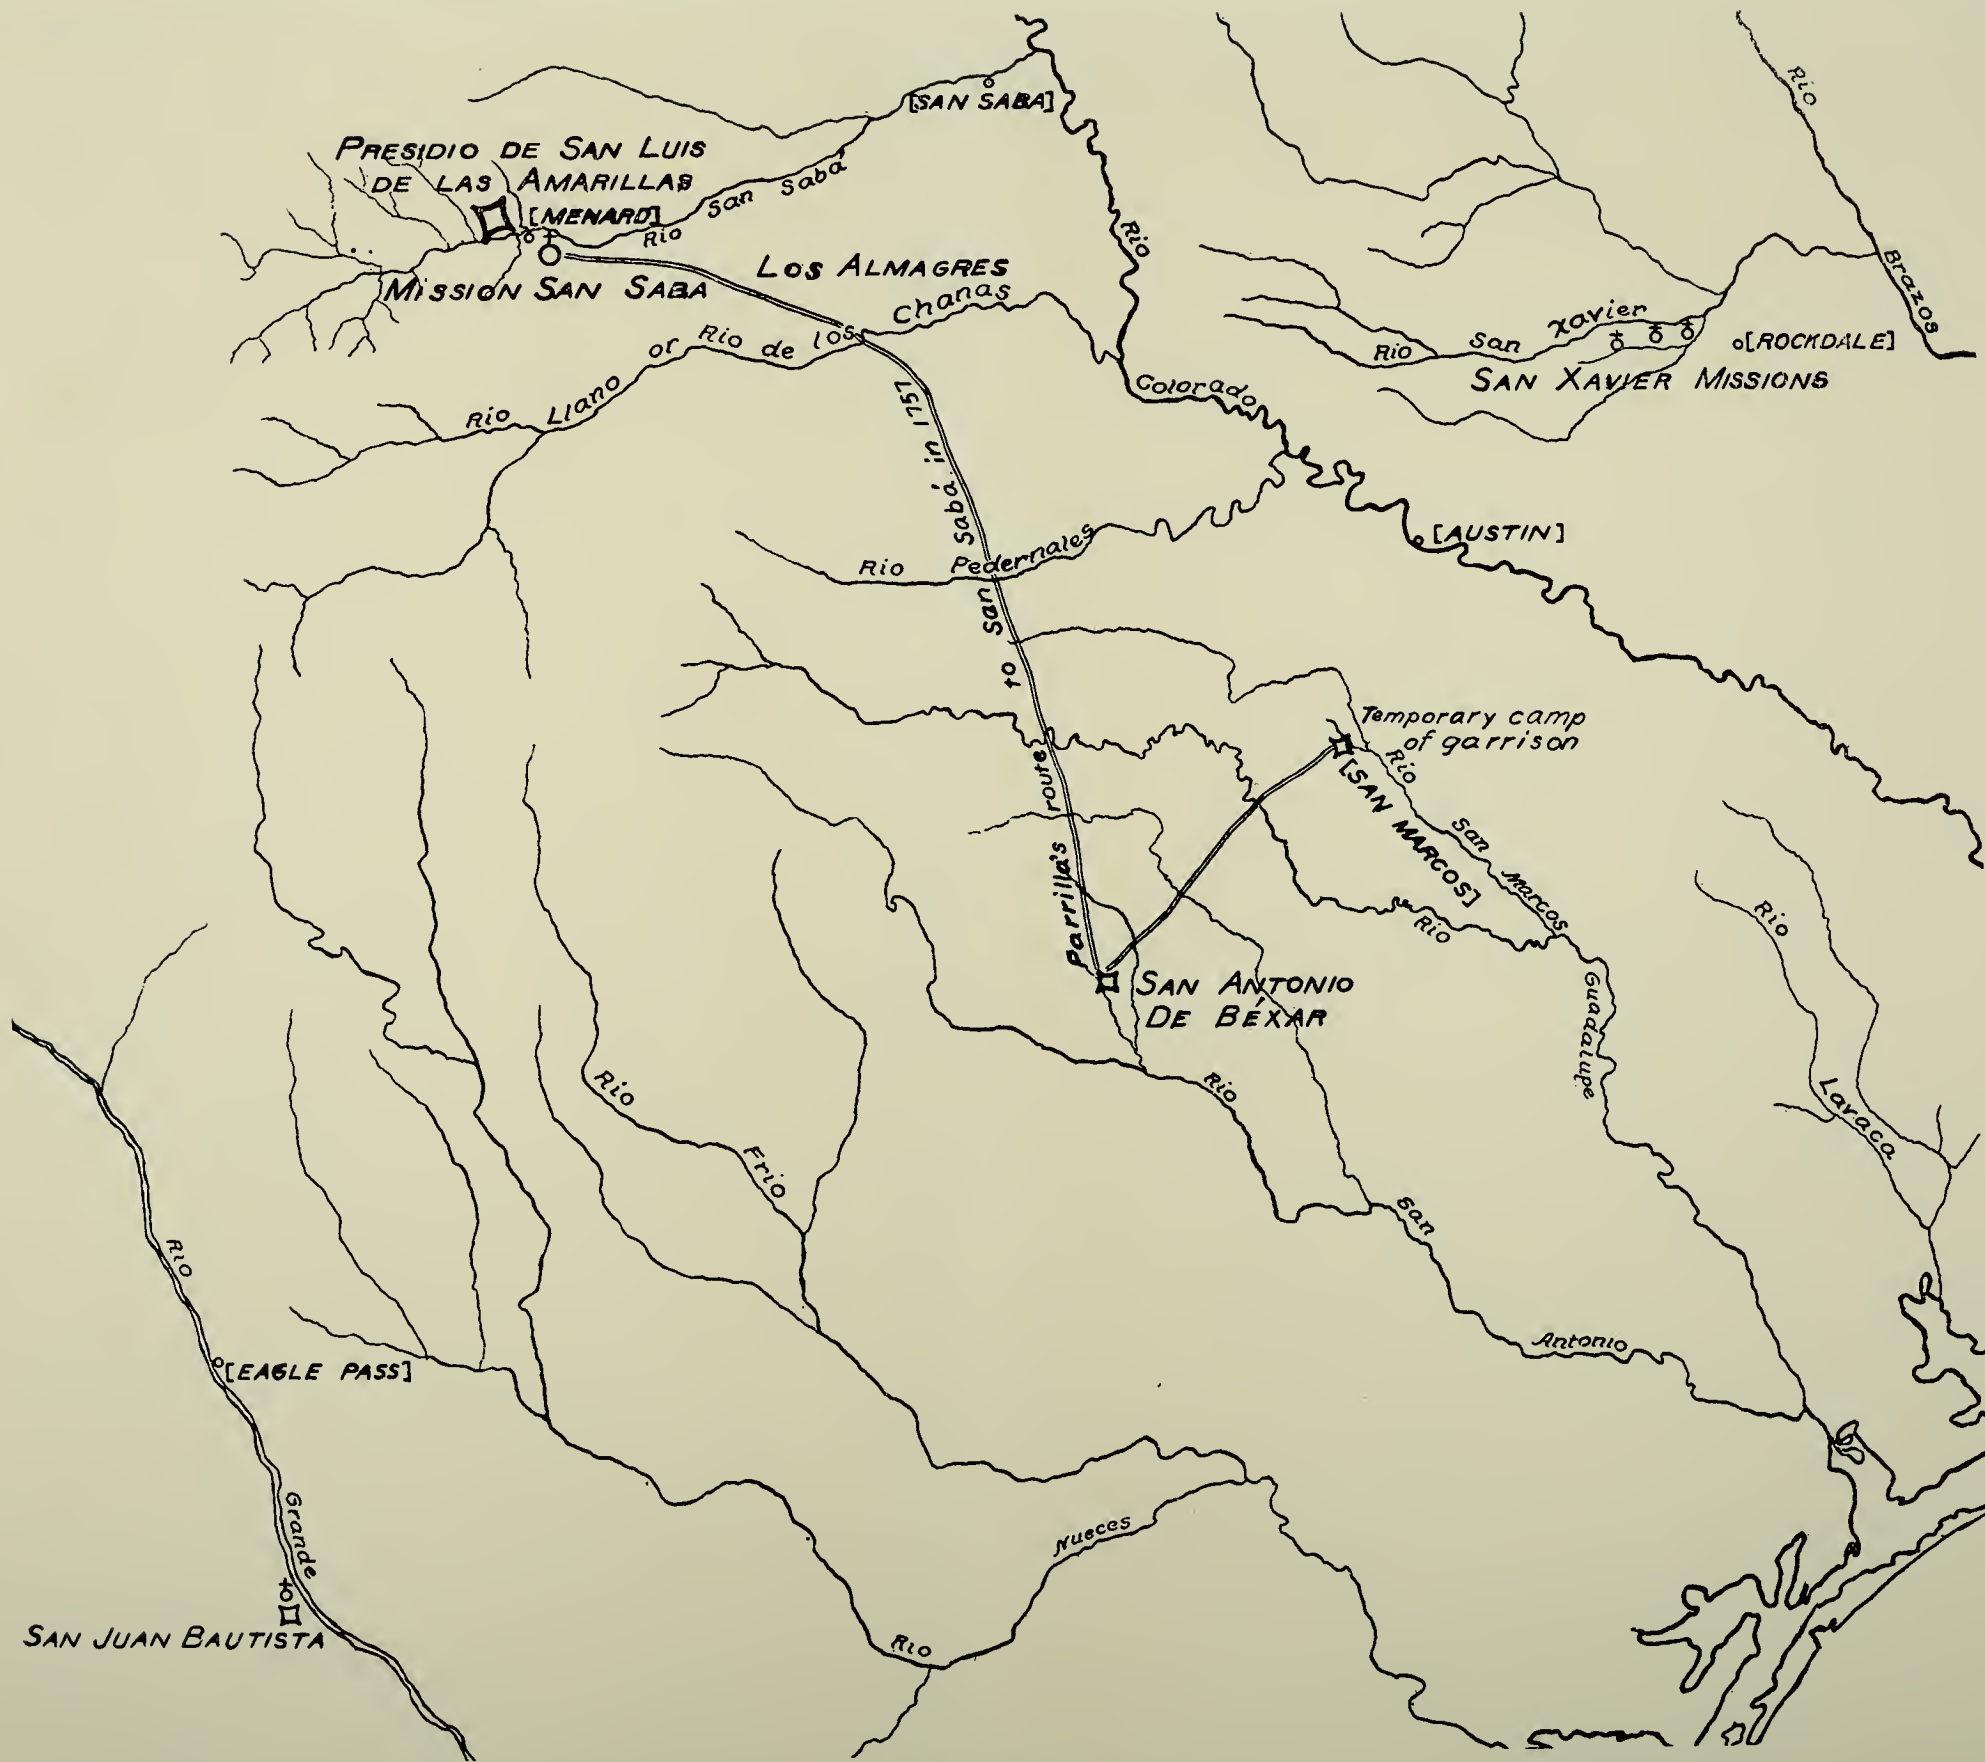 [SAN SABA]
PRESIDIO DE SAN LUIS
DE LAS AMARILLAS
[MENARD]
Rio San Sabá
MISSION SAN SABA
LOS ALMAGRES
Rio Llano or Rio de los Chanas
Rio Colorado
Rio Brazos
Rio San Xavier
[ROCKDALE]
SAN XAVIER MISSIONS
[AUSTIN]
Rio Pedernales
Parrilla's route to San Sabá in 1757
Temporary camp
of garrison
[SAN MARCOS]
Rio San Marcos
Rio Guadalupe
SAN ANTONIO
DE BÉXAR
Rio San Antonio
Rio Lavaca
Rio Frio
Rio Nueces
Rio Grande
[EAGLE PASS]
SAN JUAN BAUTISTA